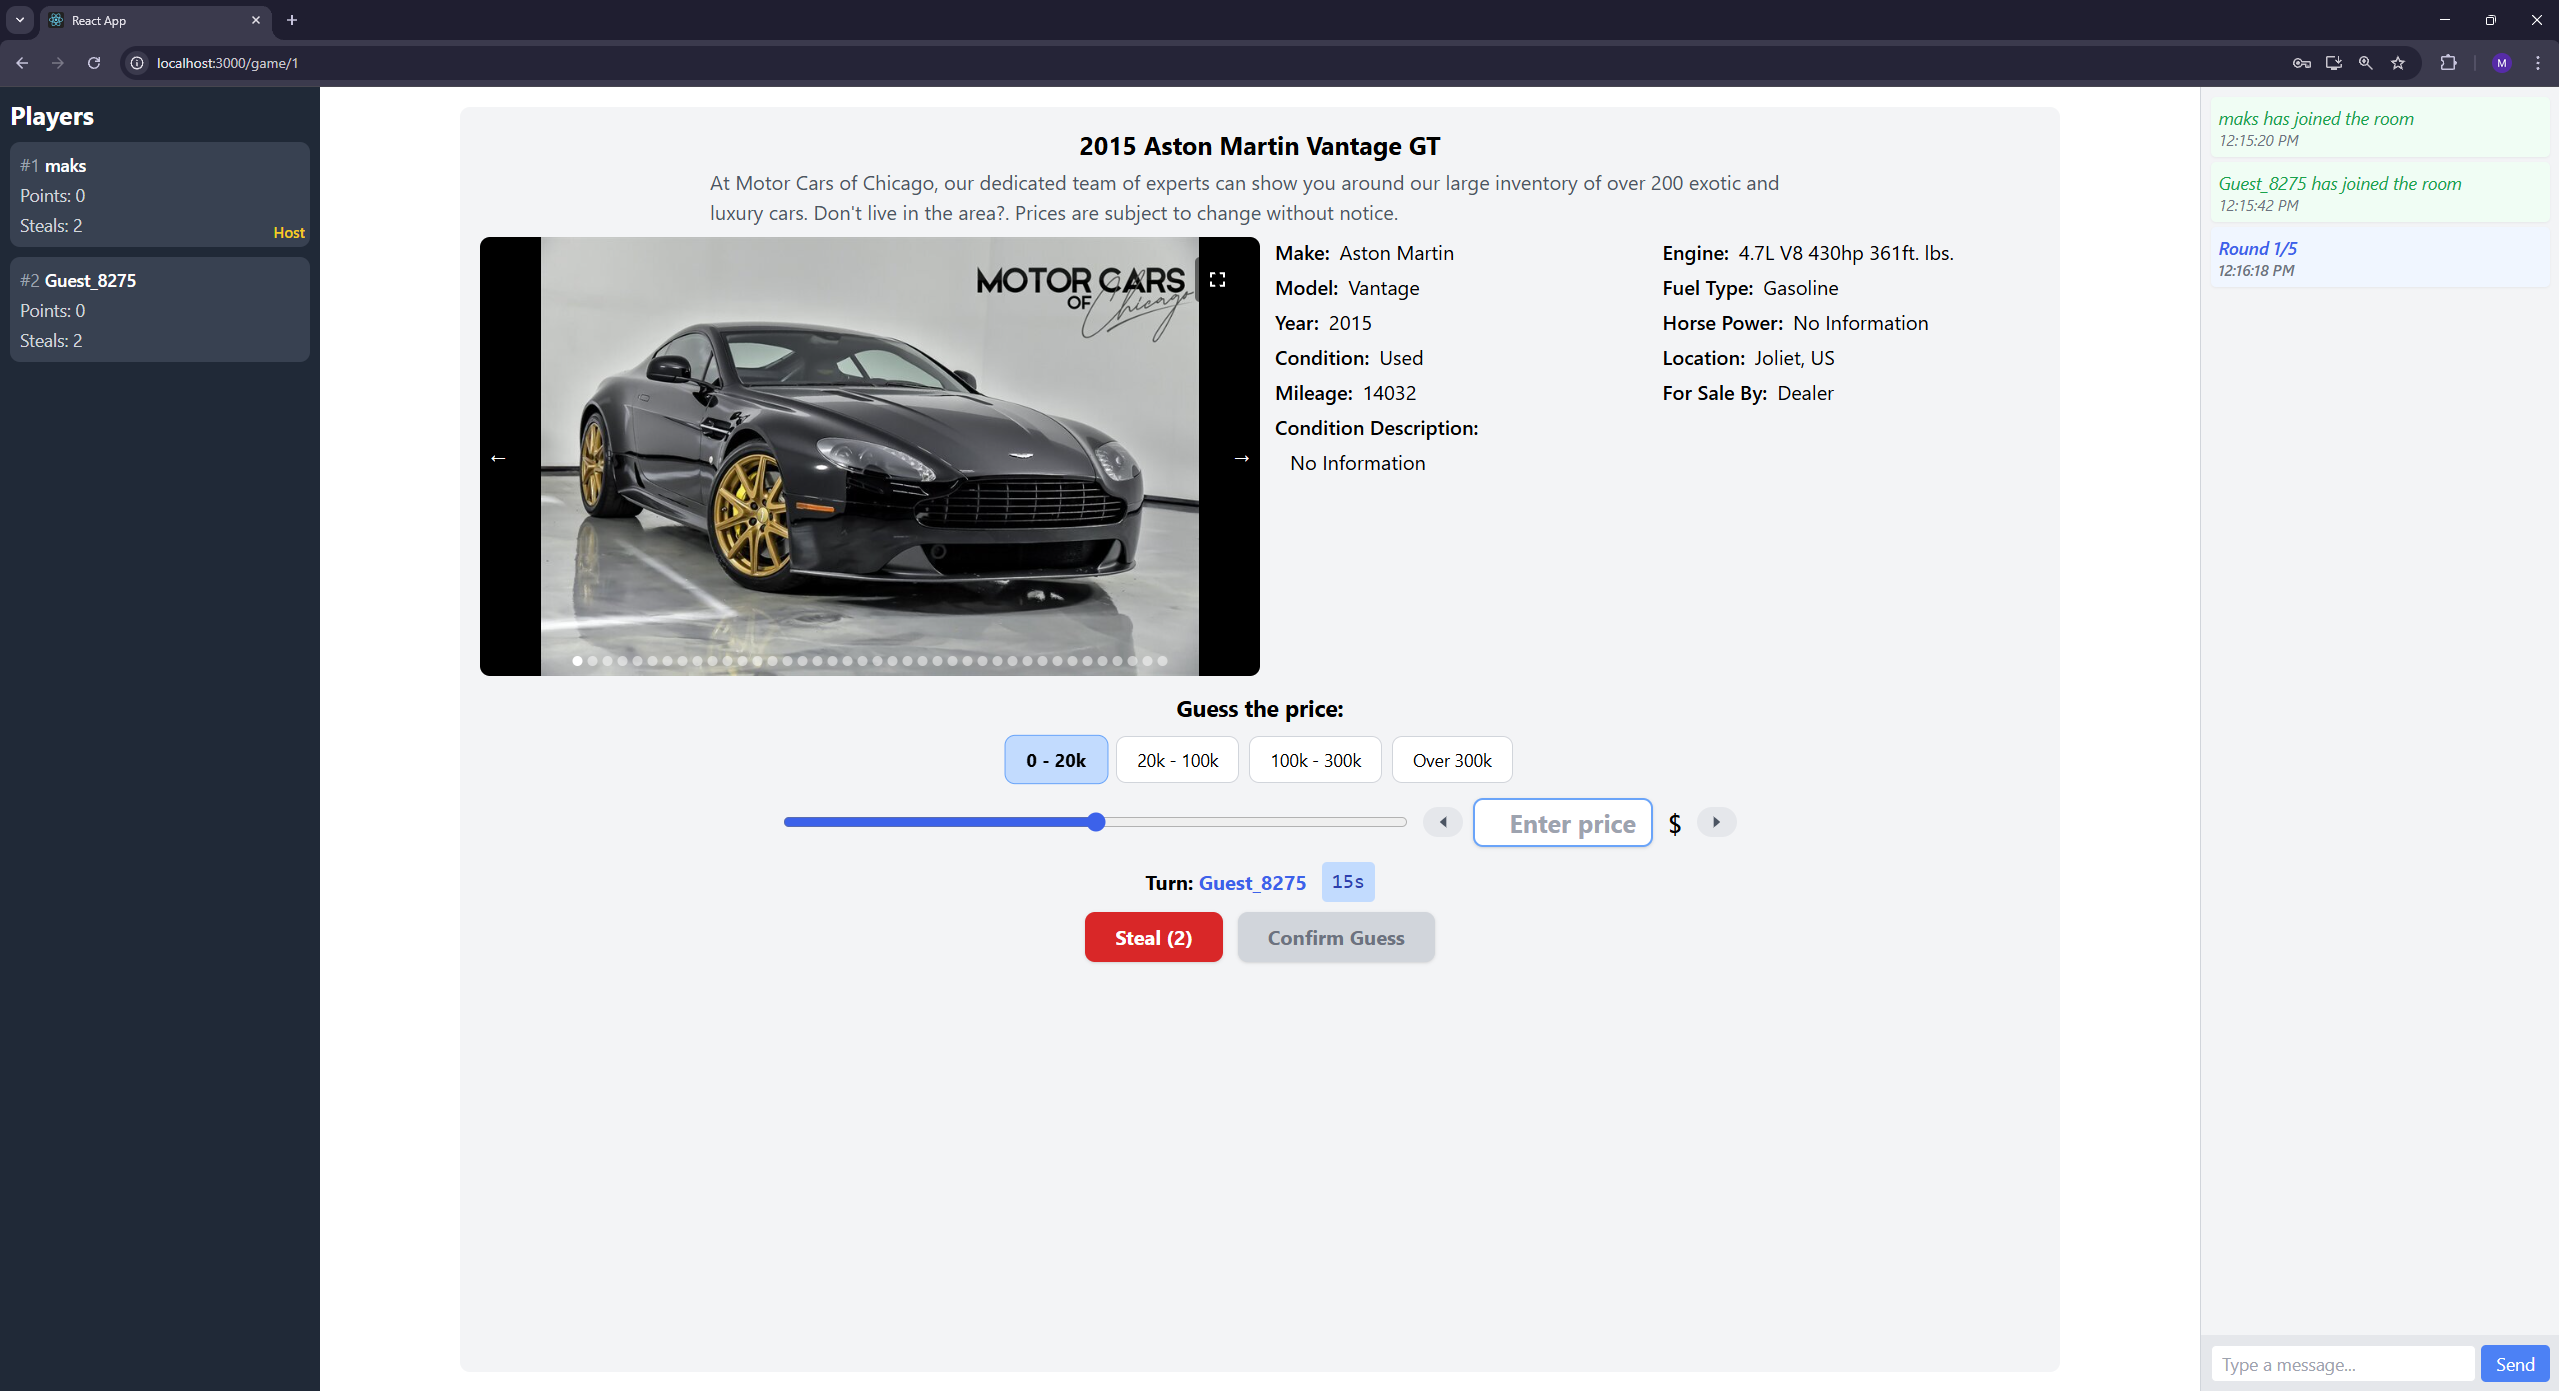 React App
localhost:3000/game/1
M
Players
#1 maks
Points: 0
Steals: 2
Host
#2 Guest_8275
Points: 0
Steals: 2
2015 Aston Martin Vantage GT
At Motor Cars of Chicago, our dedicated team of experts can show you around our large inventory of over 200 exotic and
luxury cars. Don't live in the area?. Prices are subject to change without notice.
MOTOR CARS
OF Chicago
Make: Aston Martin
Model: Vantage
Year: 2015
Condition: Used
Mileage: 14032
Condition Description:
No Information
Engine: 4.7L V8 430hp 361ft. lbs.
Fuel Type: Gasoline
Horse Power: No Information
Location: Joliet, US
For Sale By: Dealer
Guess the price:
0 - 20k
20k - 100k
100k - 300k
Over 300k
Enter price $
Turn: Guest_8275 15s
Steal (2)
Confirm Guess
maks has joined the room
12:15:20 PM
Guest_8275 has joined the room
12:15:42 PM
Round 1/5
12:16:18 PM
Type a message...
Send